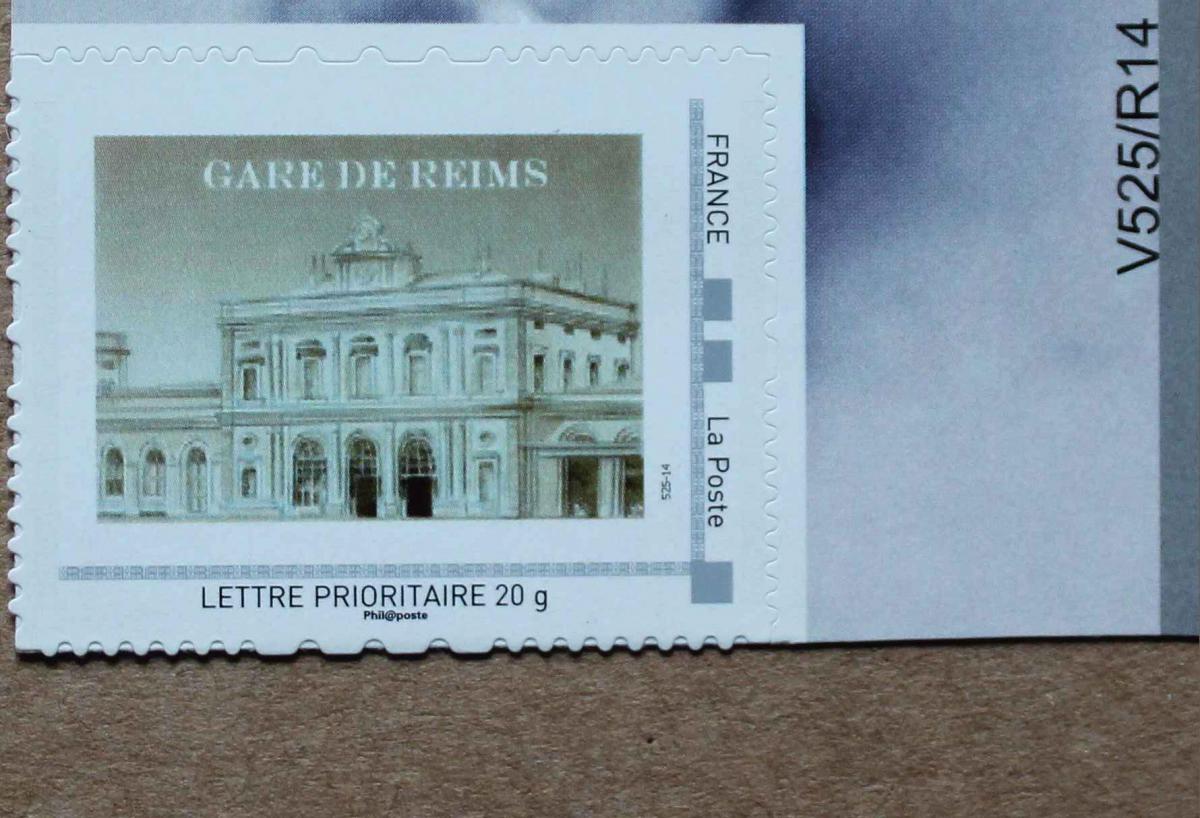 GARE DE REIMS
FRANCE
La Poste
525-14
LETTRE PRIORITAIRE 20 g
Phil@poste
V525/R14